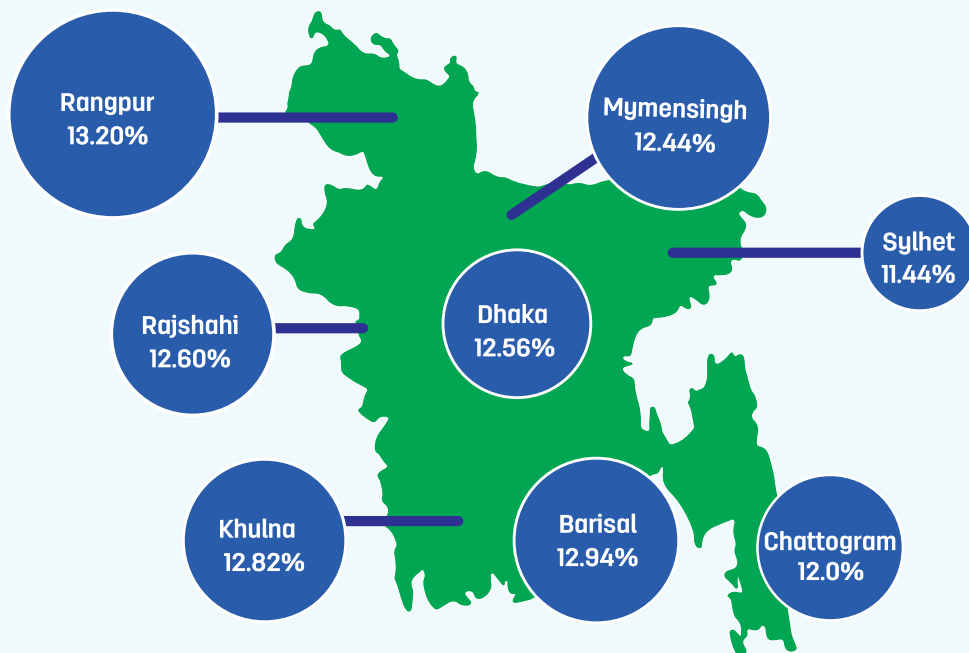 Rangpur
13.20%
Mymensingh
12.44%
Sylhet
11.44%
Rajshahi
12.60%
Dhaka
12.56%
Khulna
12.82%
Barisal
12.94%
Chattogram
12.0%